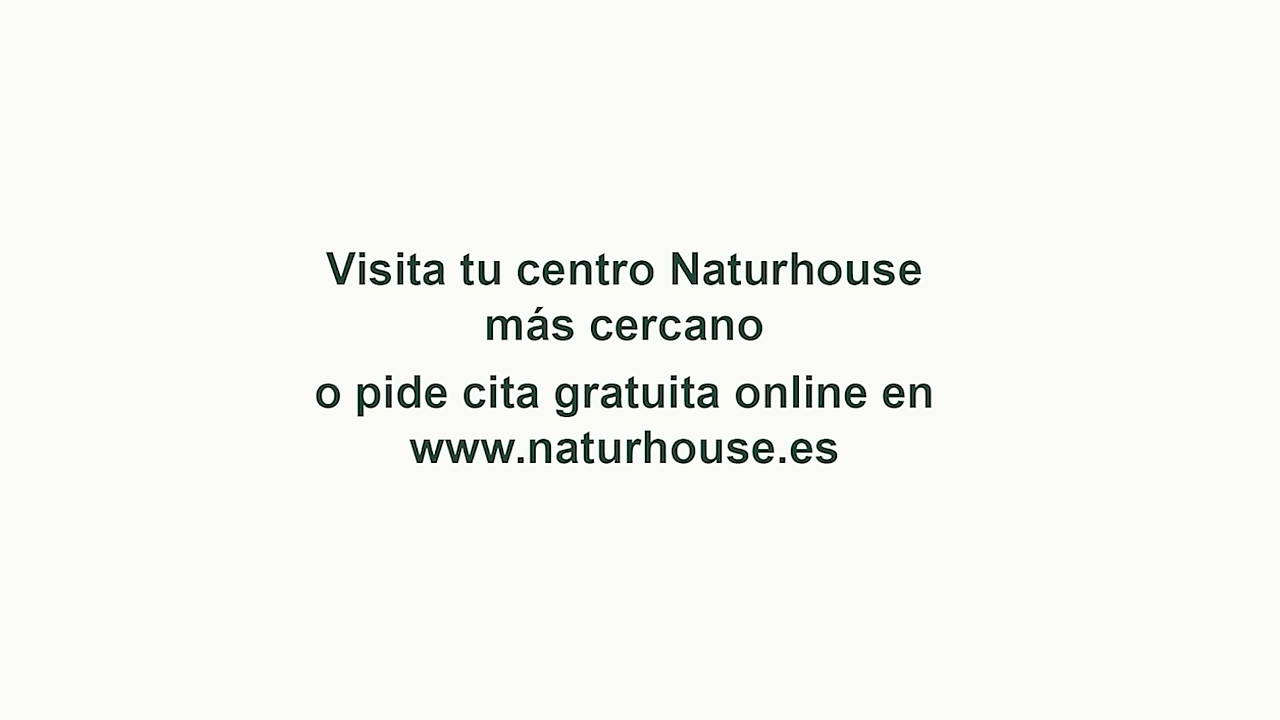 Visita tu centro Naturhouse
más cercano
o pide cita gratuita online en
www.naturhouse.es